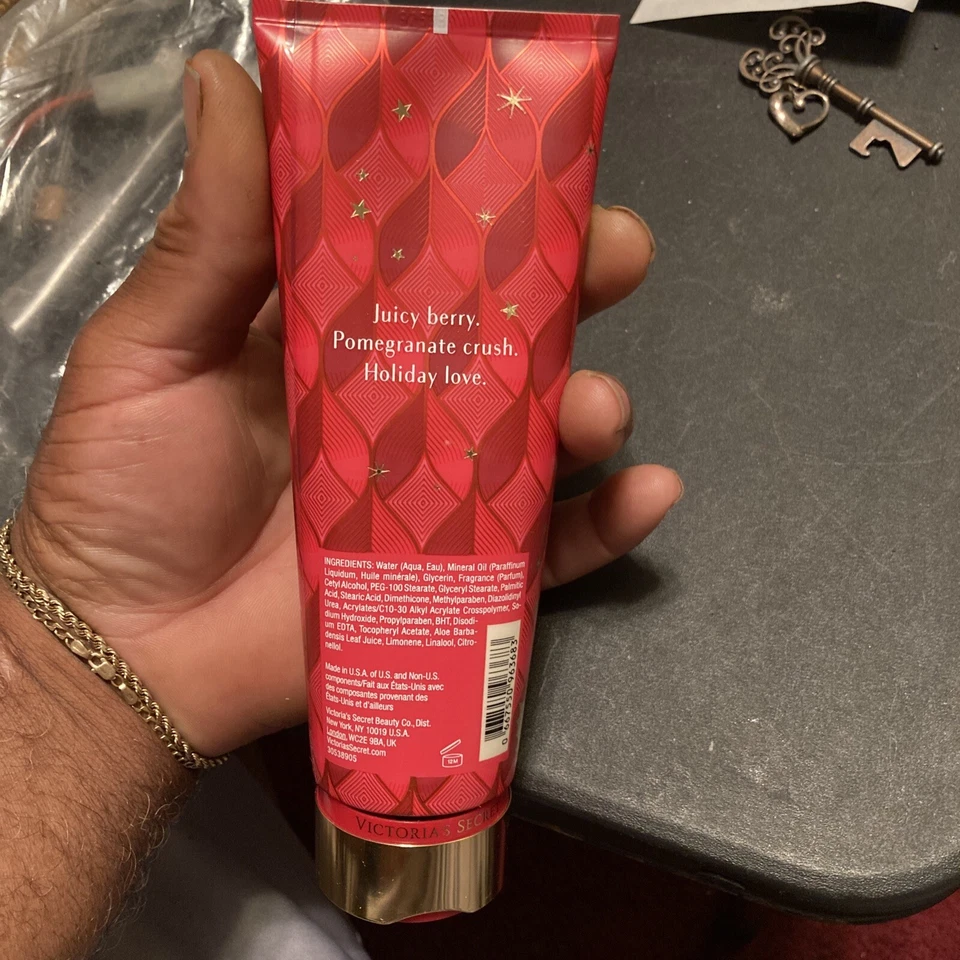 Juicy berry.
Pomegranate crush.
Holiday love.
INGREDIENTS: Water (Aqua, Eau), Mineral Oil (Paraffinum
Liquidum, Huile minérale), Glycerin, Fragrance (Parfum),
Cetyl Alcohol, PEG-100 Stearate, Glyceryl Stearate, Palmitic
Acid, Stearic Acid, Dimethicone, Methylparaben, Diazolidinyl
Urea, Acrylates/C10-30 Alkyl Acrylate Crosspolymer, So-
dium Hydroxide, Propylparaben, BHT, Disodi-
um EDTA, Tocopheryl Acetate, Aloe Barba-
densis Leaf Juice, Limonene, Linalool, Citro-
nellol.
Made in U.S.A. of U.S. and Non-U.S.
components/Fait aux États-Unis avec
des composantes provenant des
États-Unis et d'ailleurs
Victoria's Secret Beauty Co., Dist.
New York, NY 10019 U.S.A.
London, WC2E 9BA, UK
VictoriasSecret.com
30538905
0 667550 963683
18M
VICTORIA'S SECRET